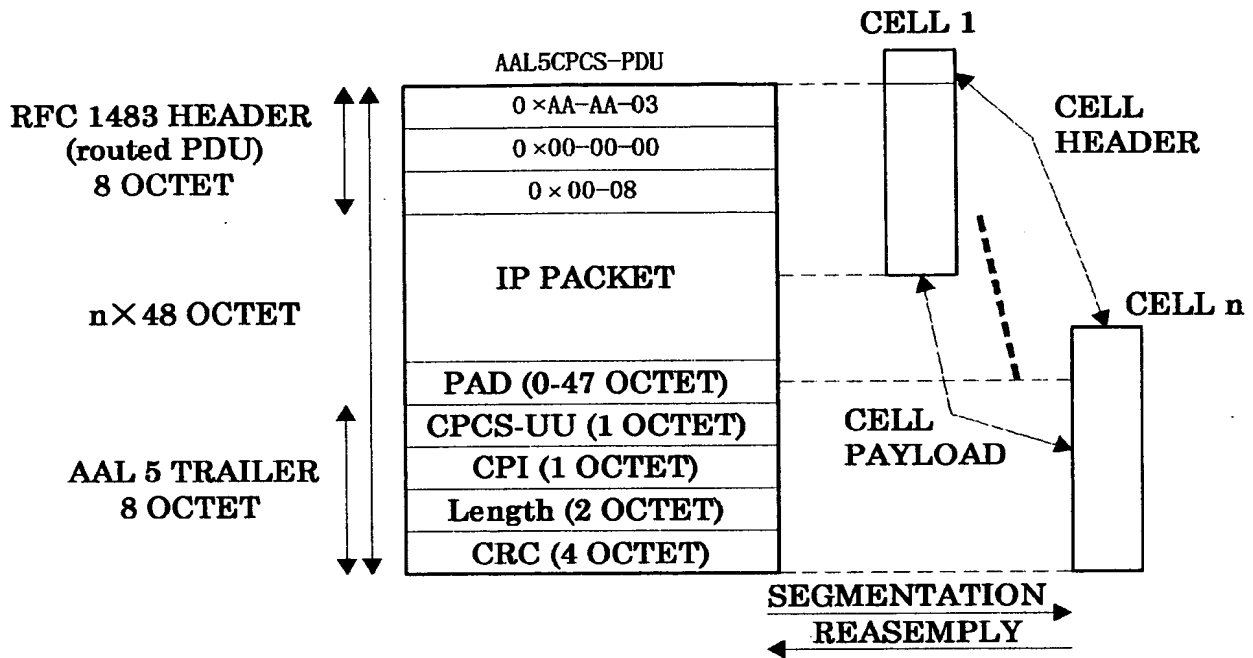 CELL 1
AAL5CPCS-PDU
RFC 1483 HEADER
(routed PDU)
8 OCTET
0×AA-AA-03
0×00-00-00
0×00-08
CELL
HEADER
IP PACKET
n×48 OCTET
CELL n
PAD (0-47 OCTET)
CPCS-UU (1 OCTET)
CPI (1 OCTET)
Length (2 OCTET)
CRC (4 OCTET)
AAL 5 TRAILER
8 OCTET
CELL
PAYLOAD
SEGMENTATION
REASEMPLY